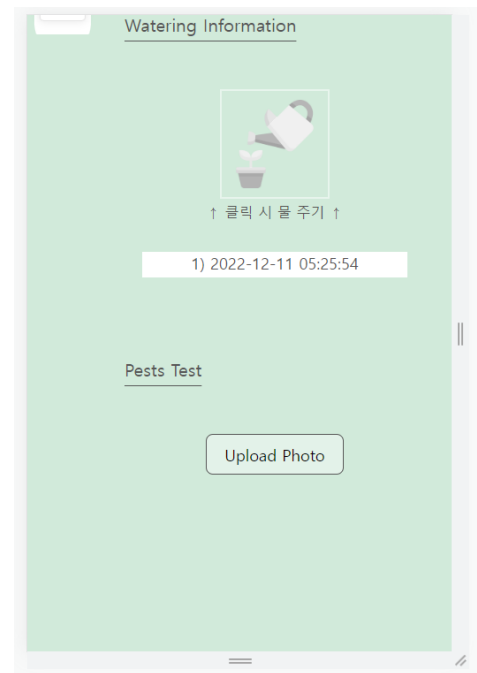 Watering Information
↑ 클릭 시 물 주기 ↑
1) 2022-12-11 05:25:54
Pests Test
Upload Photo